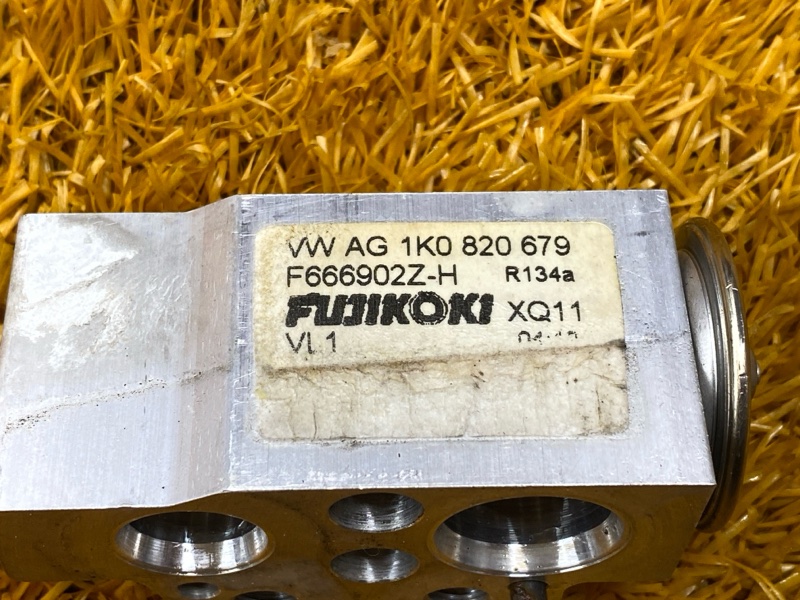 VW AG 1K0 820 679
F666902Z-H R134a
FUJIKOKI XQ11
VL1